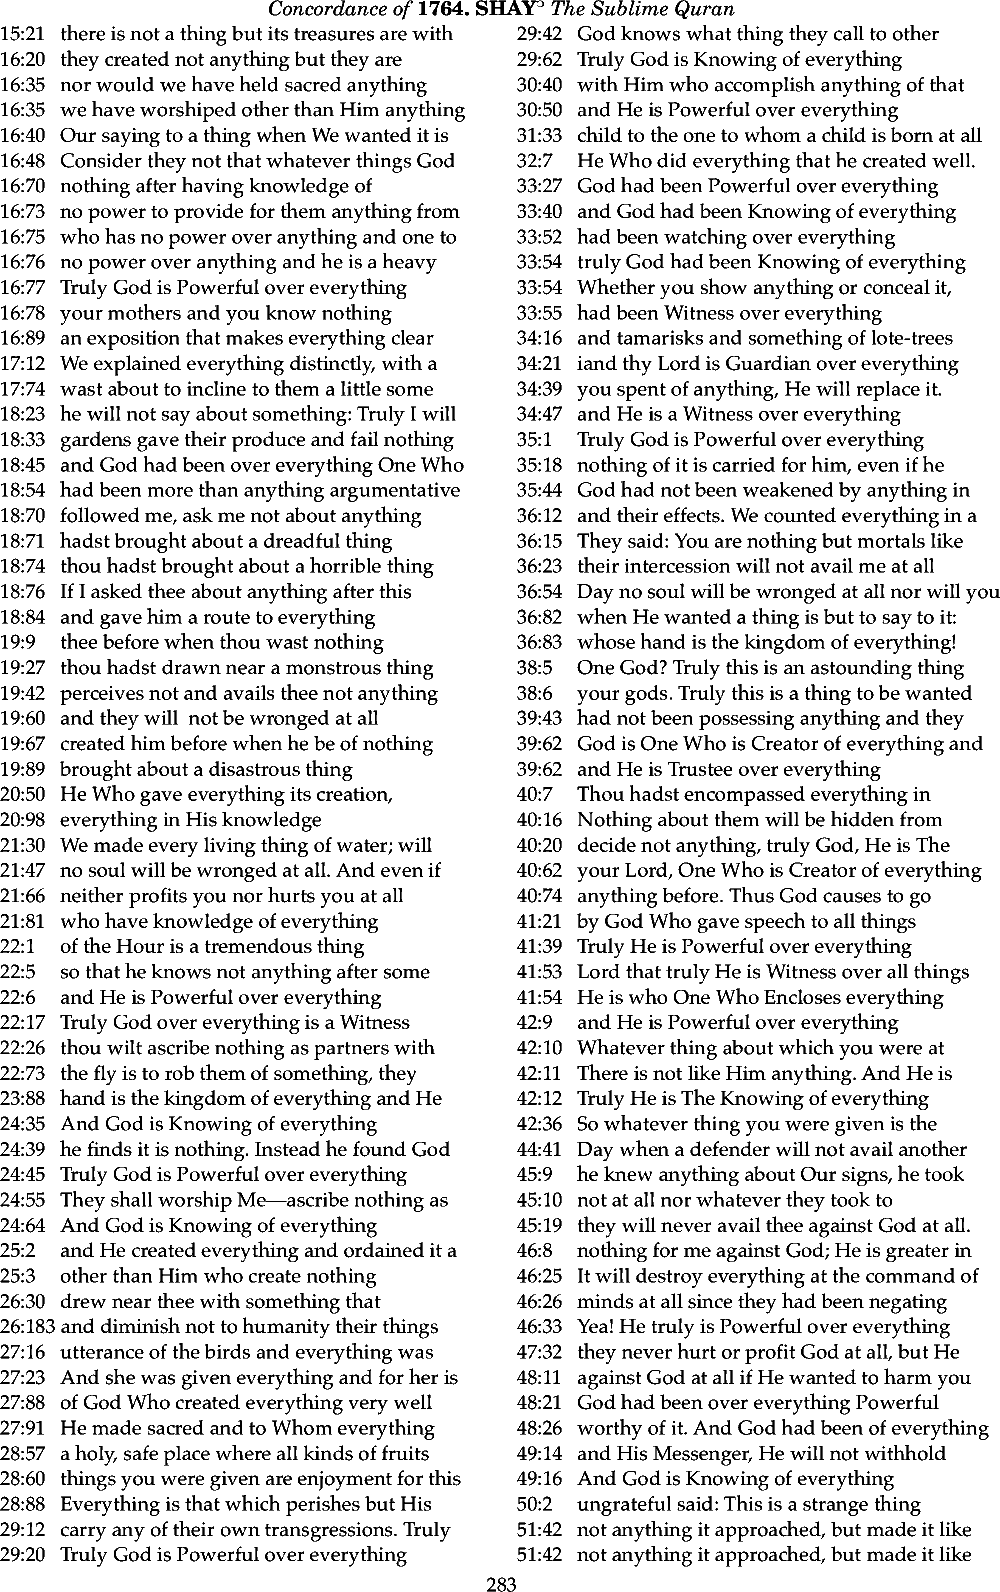 Concordance of 1764. SHAYʾ The Sublime Quran
15:21 there is not a thing but its treasures are with
16:20 they created not anything but they are
16:35 nor would we have held sacred anything
16:35 we have worshiped other than Him anything
16:40 Our saying to a thing when We wanted it is
16:48 Consider they not that whatever things God
16:70 nothing after having knowledge of
16:73 no power to provide for them anything from
16:75 who has no power over anything and one to
16:76 no power over anything and he is a heavy
16:77 Truly God is Powerful over everything
16:78 your mothers and you know nothing
16:89 an exposition that makes everything clear
17:12 We explained everything distinctly, with a
17:74 wast about to incline to them a little some
18:23 he will not say about something: Truly I will
18:33 gardens gave their produce and fail nothing
18:45 and God had been over everything One Who
18:54 had been more than anything argumentative
18:70 followed me, ask me not about anything
18:71 hadst brought about a dreadful thing
18:74 thou hadst brought about a horrible thing
18:76 If I asked thee about anything after this
18:84 and gave him a route to everything
19:9 thee before when thou wast nothing
19:27 thou hadst drawn near a monstrous thing
19:42 perceives not and avails thee not anything
19:60 and they will not be wronged at all
19:67 created him before when he be of nothing
19:89 brought about a disastrous thing
20:50 He Who gave everything its creation,
20:98 everything in His knowledge
21:30 We made every living thing of water; will
21:47 no soul will be wronged at all. And even if
21:66 neither profits you nor hurts you at all
21:81 who have knowledge of everything
22:1 of the Hour is a tremendous thing
22:5 so that he knows not anything after some
22:6 and He is Powerful over everything
22:17 Truly God over everything is a Witness
22:26 thou wilt ascribe nothing as partners with
22:73 the fly is to rob them of something, they
23:88 hand is the kingdom of everything and He
24:35 And God is Knowing of everything
24:39 he finds it is nothing. Instead he found God
24:45 Truly God is Powerful over everything
24:55 They shall worship Me—ascribe nothing as
24:64 And God is Knowing of everything
25:2 and He created everything and ordained it a
25:3 other than Him who create nothing
26:30 drew near thee with something that
26:183 and diminish not to humanity their things
27:16 utterance of the birds and everything was
27:23 And she was given everything and for her is
27:88 of God Who created everything very well
27:91 He made sacred and to Whom everything
28:57 a holy, safe place where all kinds of fruits
28:60 things you were given are enjoyment for this
28:88 Everything is that which perishes but His
29:12 carry any of their own transgressions. Truly
29:20 Truly God is Powerful over everything
29:42 God knows what thing they call to other
29:62 Truly God is Knowing of everything
30:40 with Him who accomplish anything of that
30:50 and He is Powerful over everything
31:33 child to the one to whom a child is born at all
32:7 He Who did everything that he created well.
33:27 God had been Powerful over everything
33:40 and God had been Knowing of everything
33:52 had been watching over everything
33:54 truly God had been Knowing of everything
33:54 Whether you show anything or conceal it,
33:55 had been Witness over everything
34:16 and tamarisks and something of lote-trees
34:21 iand thy Lord is Guardian over everything
34:39 you spent of anything, He will replace it.
34:47 and He is a Witness over everything
35:1 Truly God is Powerful over everything
35:18 nothing of it is carried for him, even if he
35:44 God had not been weakened by anything in
36:12 and their effects. We counted everything in a
36:15 They said: You are nothing but mortals like
36:23 their intercession will not avail me at all
36:54 Day no soul will be wronged at all nor will you
36:82 when He wanted a thing is but to say to it:
36:83 whose hand is the kingdom of everything!
38:5 One God? Truly this is an astounding thing
38:6 your gods. Truly this is a thing to be wanted
39:43 had not been possessing anything and they
39:62 God is One Who is Creator of everything and
39:62 and He is Trustee over everything
40:7 Thou hadst encompassed everything in
40:16 Nothing about them will be hidden from
40:20 decide not anything, truly God, He is The
40:62 your Lord, One Who is Creator of everything
40:74 anything before. Thus God causes to go
41:21 by God Who gave speech to all things
41:39 Truly He is Powerful over everything
41:53 Lord that truly He is Witness over all things
41:54 He is who One Who Encloses everything
42:9 and He is Powerful over everything
42:10 Whatever thing about which you were at
42:11 There is not like Him anything. And He is
42:12 Truly He is The Knowing of everything
42:36 So whatever thing you were given is the
44:41 Day when a defender will not avail another
45:9 he knew anything about Our signs, he took
45:10 not at all nor whatever they took to
45:19 they will never avail thee against God at all.
46:8 nothing for me against God; He is greater in
46:25 It will destroy everything at the command of
46:26 minds at all since they had been negating
46:33 Yea! He truly is Powerful over everything
47:32 they never hurt or profit God at all, but He
48:11 against God at all if He wanted to harm you
48:21 God had been over everything Powerful
48:26 worthy of it. And God had been of everything
49:14 and His Messenger, He will not withhold
49:16 And God is Knowing of everything
50:2 ungrateful said: This is a strange thing
51:42 not anything it approached, but made it like
51:42 not anything it approached, but made it like
283